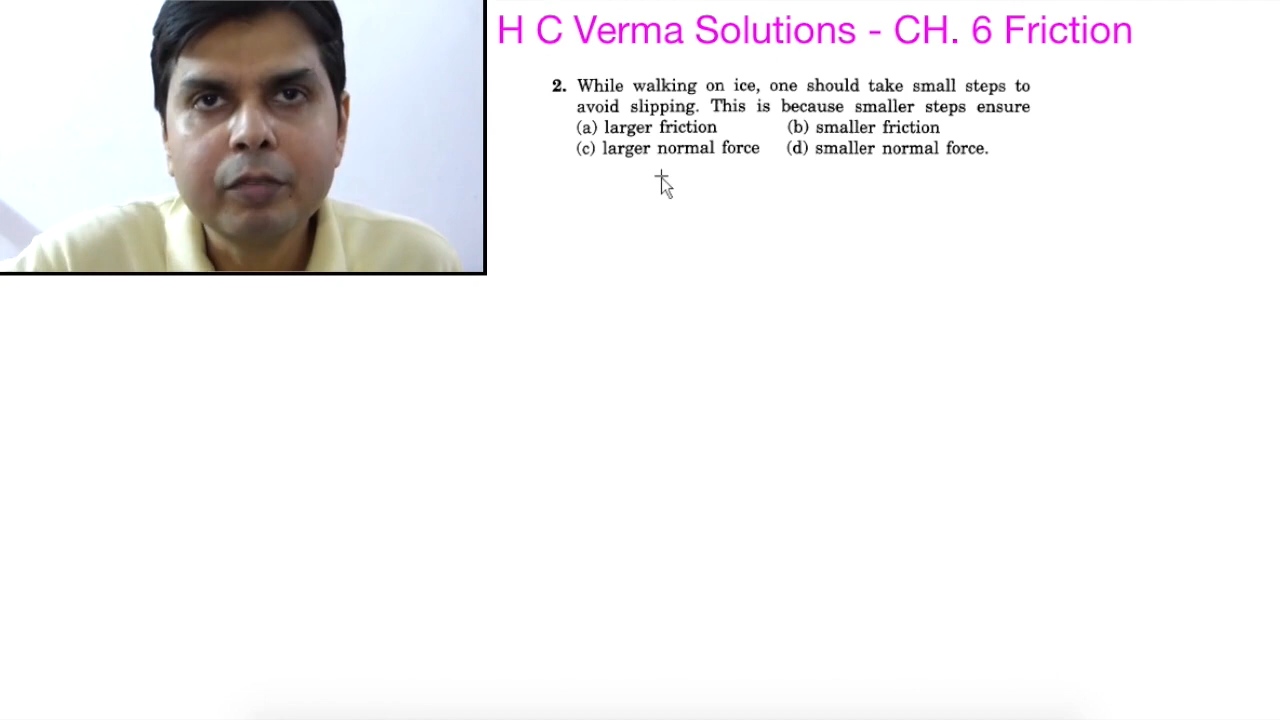 H C Verma Solutions - CH. 6 Friction
2. While walking on ice, one should take small steps to
avoid slipping. This is because smaller steps ensure
(a) larger friction (b) smaller friction
(c) larger normal force (d) smaller normal force.